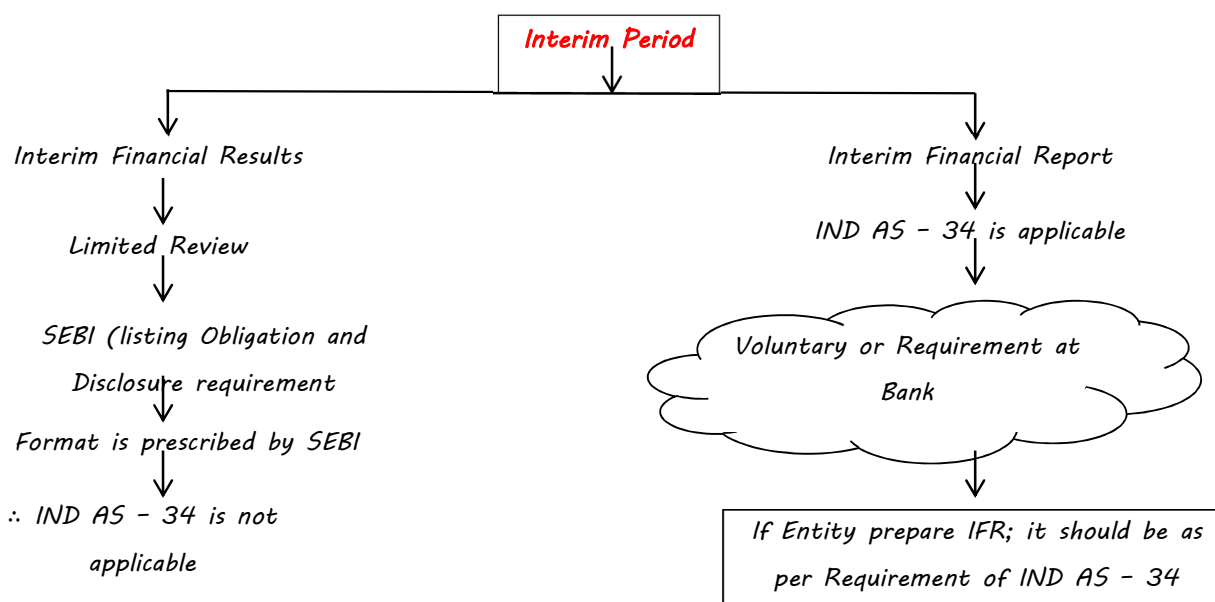 Interim Period
Interim Financial Results
Limited Review
SEBI (listing Obligation and
Disclosure requirement
Format is prescribed by SEBI
∴ IND AS – 34 is not
applicable
Interim Financial Report
IND AS – 34 is applicable
Voluntary or Requirement at
Bank
If Entity prepare IFR; it should be as
per Requirement of IND AS – 34